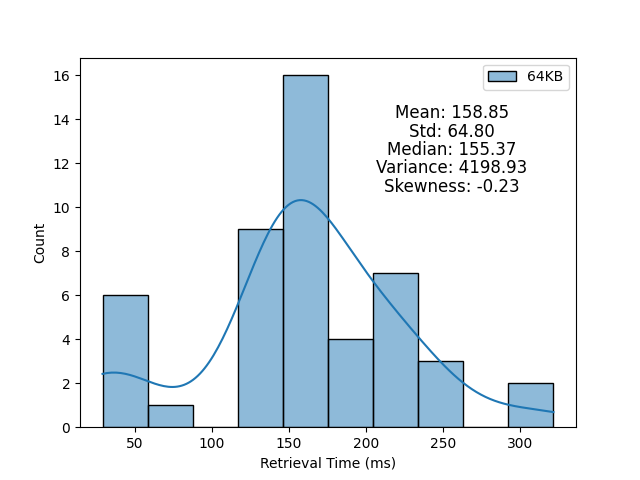 64KB
Mean: 158.85
Std: 64.80
Median: 155.37
Variance: 4198.93
Skewness: -0.23
Count
16
14
12
10
8
6
4
2
0
50 100 150 200 250 300
Retrieval Time (ms)